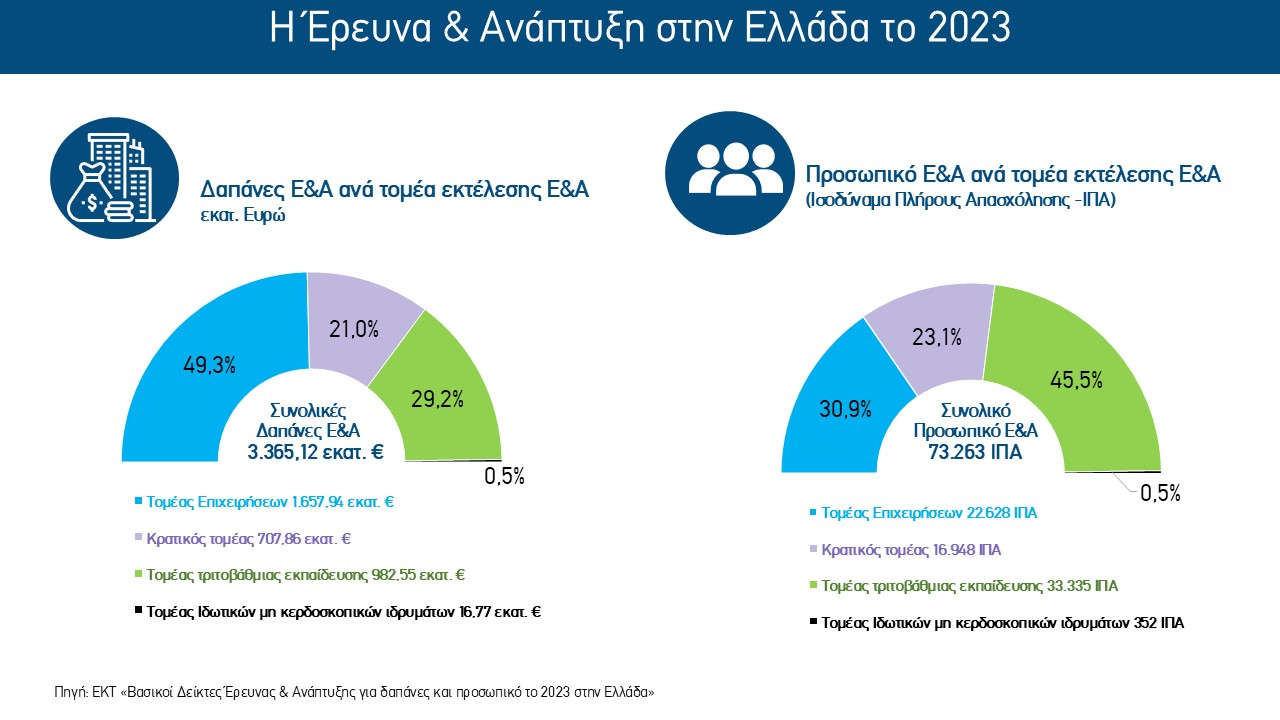 Η Έρευνα & Ανάπτυξη στην Ελλάδα το 2023
Δαπάνες Ε&Α ανά τομέα εκτέλεσης Ε&Α
εκατ. Ευρώ
49,3%
21,0%
29,2%
0,5%
Συνολικές
Δαπάνες Ε&Α
3.365,12 εκατ. €
Τομέας Επιχειρήσεων 1.657,94 εκατ. €
Κρατικός τομέας 707,86 εκατ. €
Τομέας τριτοβάθμιας εκπαίδευσης 982,55 εκατ. €
Τομέας Ιδωτικών μη κερδοσκοπικών ιδρυμάτων 16,77 εκατ. €
Προσωπικό Ε&Α ανά τομέα εκτέλεσης Ε&Α
(Ισοδύναμα Πλήρους Απασχόλησης -ΙΠΑ)
30,9%
23,1%
45,5%
0,5%
Συνολικό
Προσωπικό Ε&Α
73.263 ΙΠΑ
Τομέας Επιχειρήσεων 22.628 ΙΠΑ
Κρατικός τομέας 16.948 ΙΠΑ
Τομέας τριτοβάθμιας εκπαίδευσης 33.335 ΙΠΑ
Τομέας Ιδωτικών μη κερδοσκοπικών ιδρυμάτων 352 ΙΠΑ
Πηγή: ΕΚΤ «Βασικοί Δείκτες Έρευνας & Ανάπτυξης για δαπάνες και προσωπικό το 2023 στην Ελλάδα»